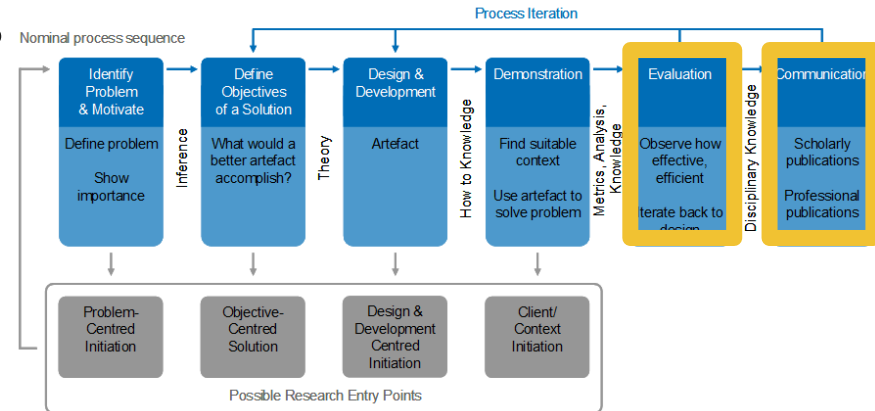 Process Iteration
Nominal process sequence
Identify
Problem
& Motivate
Define problem
Show
importance
Inference
Define
Objectives
of a Solution
What would a
better artefact
accomplish?
Theory
Design &
Development
Artefact
How to Knowledge
Demonstration
Find suitable
context
Use artefact to
solve problem
Metrics, Analysis,
Knowledge
Evaluation
Observe how
effective,
efficient
Iterate back to
design
Disciplinary Knowledge
Communication
Scholarly
publications
Professional
publications
Problem-
Centred
Initiation
Objective-
Centred
Solution
Design &
Development
Centred
Initiation
Client/
Context
Initiation
Possible Research Entry Points